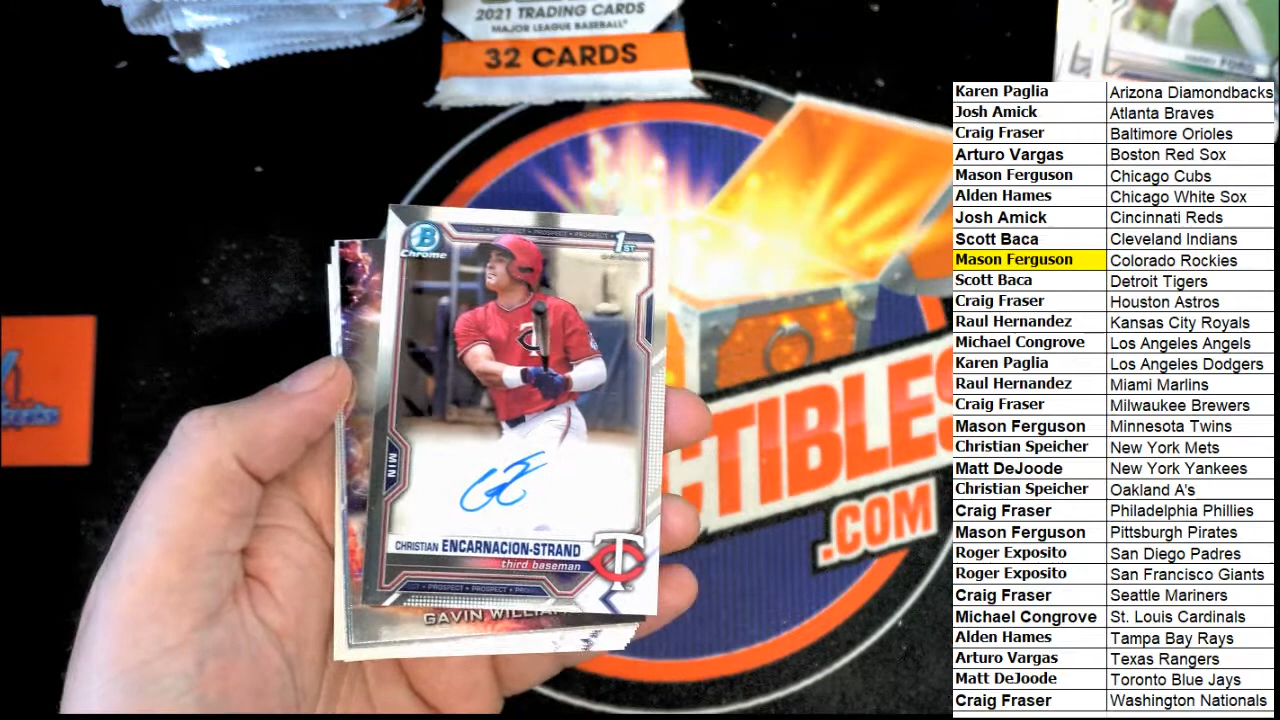 2021 TRADING CARDS
MAJOR LEAGUE BASEBALL
32 CARDS
B
Chrome
PROSPECT • PROSPECT • PROSPECT
1ST
MIN
CHRISTIAN ENCARNACION-STRAND
third baseman
T C
GAVIN
CTIBLES
.COM
FORD
Karen Paglia Arizona Diamondbacks
Josh Amick Atlanta Braves
Craig Fraser Baltimore Orioles
Arturo Vargas Boston Red Sox
Mason Ferguson Chicago Cubs
Alden Hames Chicago White Sox
Josh Amick Cincinnati Reds
Scott Baca Cleveland Indians
Mason Ferguson Colorado Rockies
Scott Baca Detroit Tigers
Craig Fraser Houston Astros
Raul Hernandez Kansas City Royals
Michael Congrove Los Angeles Angels
Karen Paglia Los Angeles Dodgers
Raul Hernandez Miami Marlins
Craig Fraser Milwaukee Brewers
Mason Ferguson Minnesota Twins
Christian Speicher New York Mets
Matt DeJoode New York Yankees
Christian Speicher Oakland A's
Craig Fraser Philadelphia Phillies
Mason Ferguson Pittsburgh Pirates
Roger Exposito San Diego Padres
Roger Exposito San Francisco Giants
Craig Fraser Seattle Mariners
Michael Congrove St. Louis Cardinals
Alden Hames Tampa Bay Rays
Arturo Vargas Texas Rangers
Matt DeJoode Toronto Blue Jays
Craig Fraser Washington Nationals